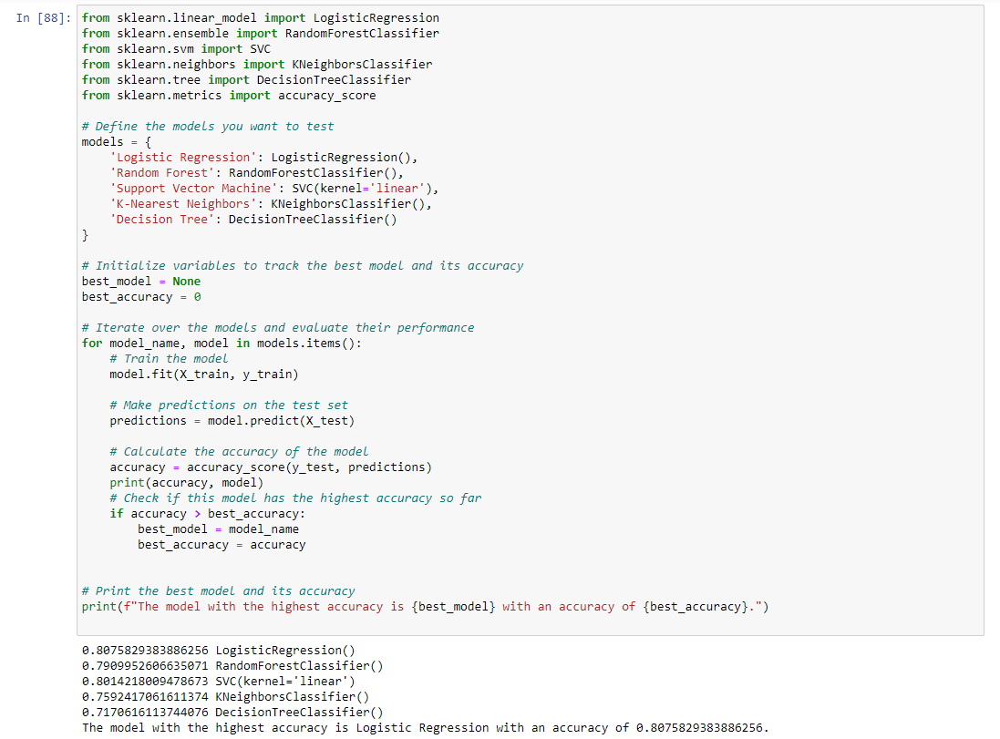 In [88]: from sklearn.linear_model import LogisticRegression
from sklearn.ensemble import RandomForestClassifier
from sklearn.svm import SVC
from sklearn.neighbors import KNeighborsClassifier
from sklearn.tree import DecisionTreeClassifier
from sklearn.metrics import accuracy_score

# Define the models you want to test
models = {
    'Logistic Regression': LogisticRegression(),
    'Random Forest': RandomForestClassifier(),
    'Support Vector Machine': SVC(kernel='linear'),
    'K-Nearest Neighbors': KNeighborsClassifier(),
    'Decision Tree': DecisionTreeClassifier()
}

# Initialize variables to track the best model and its accuracy
best_model = None
best_accuracy = 0

# Iterate over the models and evaluate their performance
for model_name, model in models.items():
    # Train the model
    model.fit(X_train, y_train)

    # Make predictions on the test set
    predictions = model.predict(X_test)

    # Calculate the accuracy of the model
    accuracy = accuracy_score(y_test, predictions)
    print(accuracy, model)
    # Check if this model has the highest accuracy so far
    if accuracy > best_accuracy:
        best_model = model_name
        best_accuracy = accuracy

# Print the best model and its accuracy
print(f"The model with the highest accuracy is {best_model} with an accuracy of {best_accuracy}.")

0.8075829383886256 LogisticRegression()
0.7909952606635071 RandomForestClassifier()
0.8014218009478673 SVC(kernel='linear')
0.7592417061611374 KNeighborsClassifier()
0.7170616113744076 DecisionTreeClassifier()
The model with the highest accuracy is Logistic Regression with an accuracy of 0.8075829383886256.